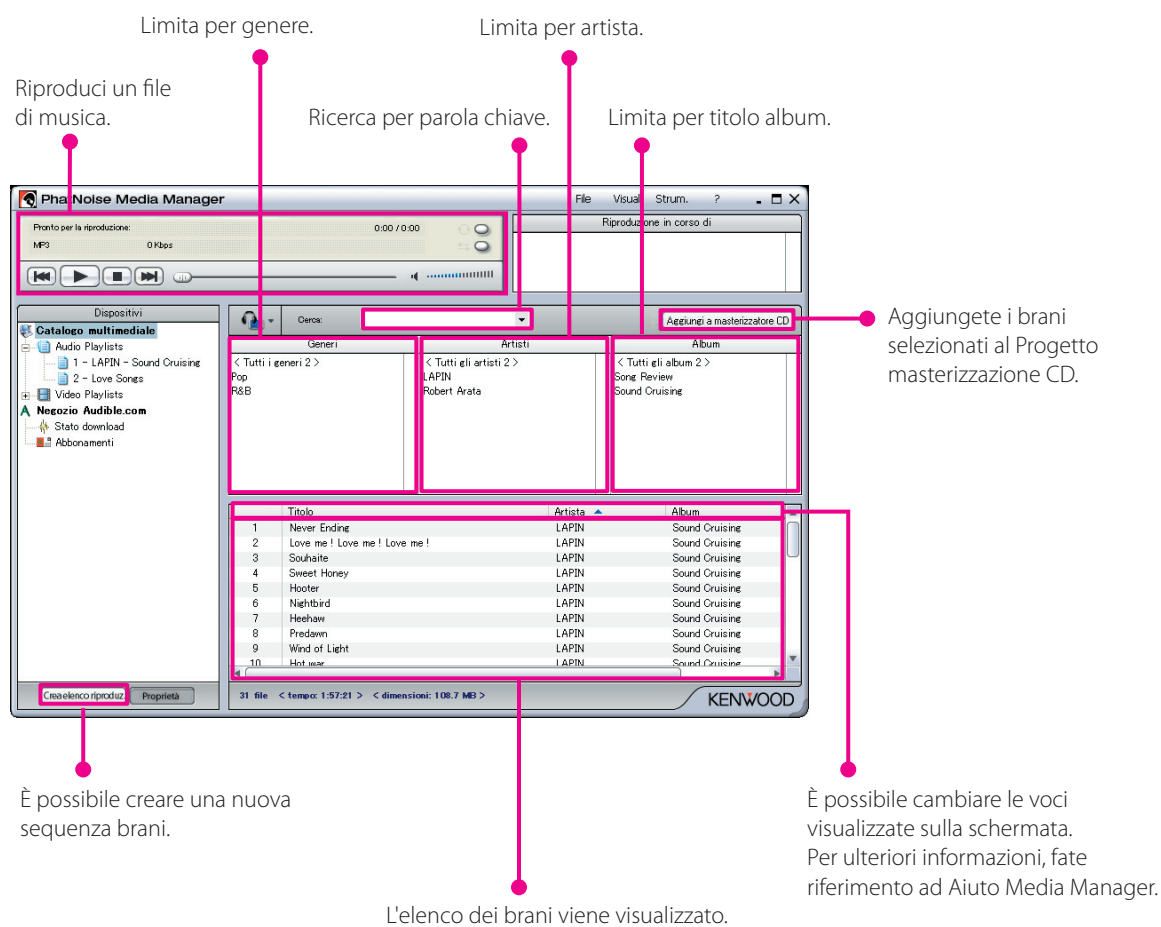 Limita per genere.
Limita per artista.
Riproduci un file
di musica.
Ricerca per parola chiave.
Limita per titolo album.
PhatNoise Media Manager
File Visuali Strum. ?
Pronto per la riproduzione: 0:00 / 0:00
MP3 0 Kbps
Riproduzione in corso di
Dispositivi
Catalogo multimediale
Audio Playlists
1 - LAPIN - Sound Cruising
2 - Love Songs
Video Playlists
Negozio Audible.com
Stato download
Abbonamenti
Cerca:
Aggiungi a masterizzatore CD
Aggiungete i brani
selezionati al Progetto
masterizzazione CD.
Generi Artisti Album
< Tutti i generi 2 > < Tutti gli artisti 2 > < Tutti gli album 2 >
Pop LAPIN Song Review
R&B Robert Arata Sound Cruising
Titolo Artista Album
1 Never Ending LAPIN Sound Cruising
2 Love me ! Love me ! Love me ! LAPIN Sound Cruising
3 Souhaite LAPIN Sound Cruising
4 Sweet Honey LAPIN Sound Cruising
5 Hooter LAPIN Sound Cruising
6 Nightbird LAPIN Sound Cruising
7 Heehaw LAPIN Sound Cruising
8 Predawn LAPIN Sound Cruising
9 Wind of Light LAPIN Sound Cruising
10 Hot war LAPIN Sound Cruising
Crea elenco riproduz. Proprietà
31 file < tempo: 1:57:21 > < dimensioni: 108.7 MB >
KENWOOD
È possibile creare una nuova
sequenza brani.
È possibile cambiare le voci
visualizzate sulla schermata.
Per ulteriori informazioni, fate
riferimento ad Aiuto Media Manager.
L'elenco dei brani viene visualizzato.